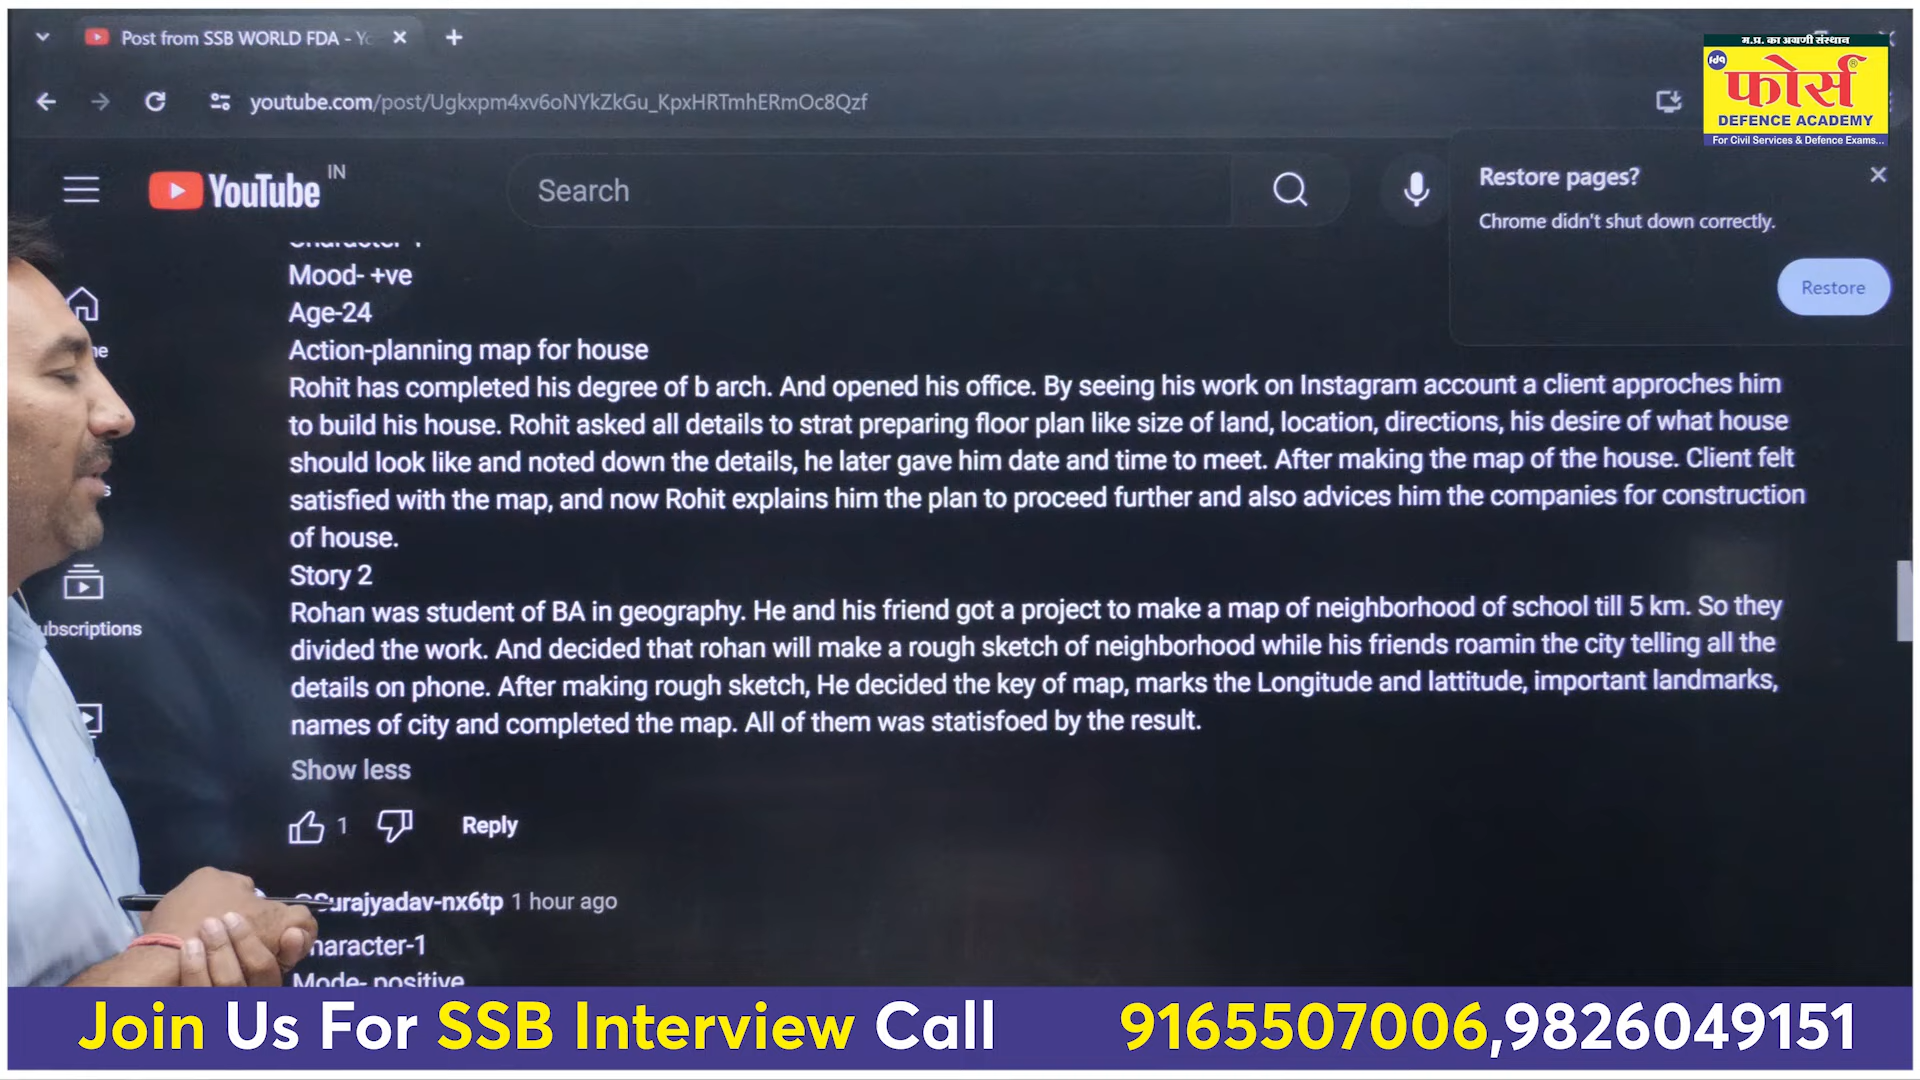 Post from SSB WORLD FDA - Yo
youtube.com/post/Ugkxpm4xv6oNYkZkGu_KpxHRTmhERmOc8Qzf
म.प्र. का अग्रणी संस्थान
fda
फोर्स®
DEFENCE ACADEMY
For Civil Services & Defence Exams...
YouTube IN
Search
Restore pages?
Chrome didn't shut down correctly.
Restore
Character-1
Mood- +ve
Age-24
Action-planning map for house
Rohit has completed his degree of b arch. And opened his office. By seeing his work on Instagram account a client approches him
to build his house. Rohit asked all details to strat preparing floor plan like size of land, location, directions, his desire of what house
should look like and noted down the details, he later gave him date and time to meet. After making the map of the house. Client felt
satisfied with the map, and now Rohit explains him the plan to proceed further and also advices him the companies for construction
of house.
Story 2
Rohan was student of BA in geography. He and his friend got a project to make a map of neighborhood of school till 5 km. So they
divided the work. And decided that rohan will make a rough sketch of neighborhood while his friends roamin the city telling all the
details on phone. After making rough sketch, He decided the key of map, marks the Longitude and lattitude, important landmarks,
names of city and completed the map. All of them was statisfoed by the result.
Show less
1 Reply
ubscriptions
@Surajyadav-nx6tp 1 hour ago
haracter-1
Mode- positive
Join Us For SSB Interview Call 9165507006,9826049151